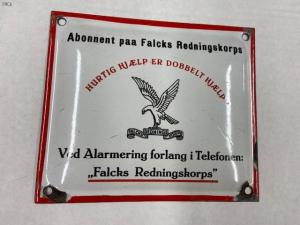 Abonnent paa Falcks Redningskorps
HURTIG HJÆLP ER DOBBELT HJÆLP
Ved Alarmering forlang i Telefonen:
„Falcks Redningskorps”